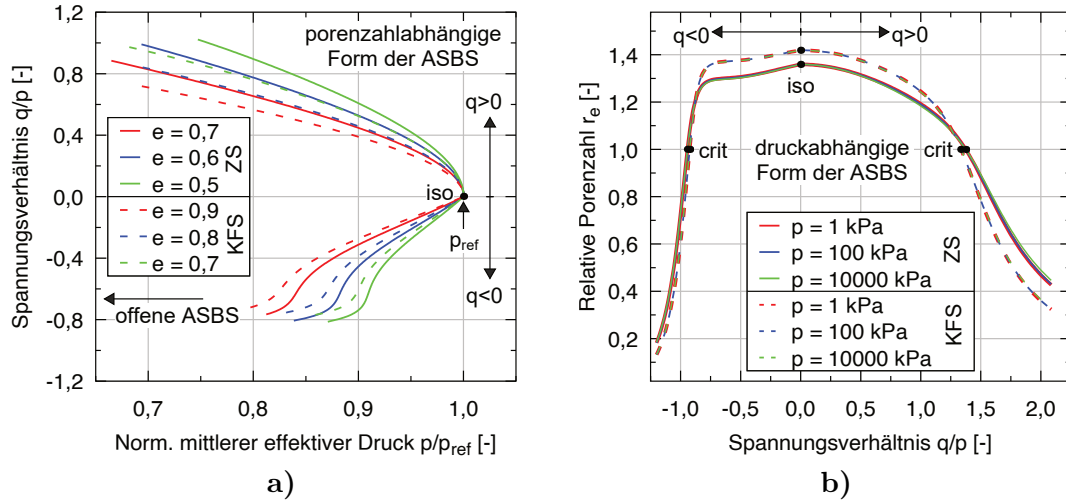 1,2
0,8
0,4
0,0
-0,4
-0,8
-1,2
Spannungsverhältnis q/p [-]
porenzahlabhängige
Form der ASBS
q>0
e = 0,7
e = 0,6
e = 0,5
ZS
e = 0,9
e = 0,8
e = 0,7
KFS
iso
p_ref
q<0
offene ASBS
0,7
0,8
0,9
1,0
Norm. mittlerer effektiver Druck p/p_ref [-]
a)
q<0
q>0
1,4
1,2
1,0
0,8
0,6
0,4
0,2
Relative Porenzahl r_e [-]
iso
crit
druckabhängige
Form der ASBS
crit
p = 1 kPa
p = 100 kPa
p = 10000 kPa
ZS
p = 1 kPa
p = 100 kPa
p = 10000 kPa
KFS
-1,0
-0,5
0,0
0,5
1,0
1,5
2,0
Spannungsverhältnis q/p [-]
b)